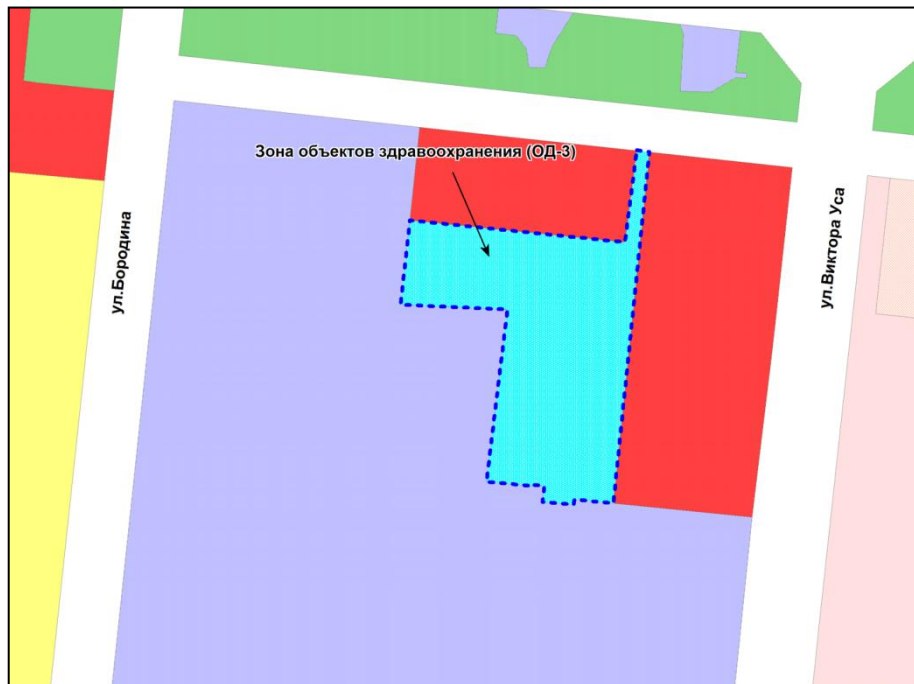 Зона объектов здравоохранения (ОД-3)
ул.Бородина
ул.Виктора Уса